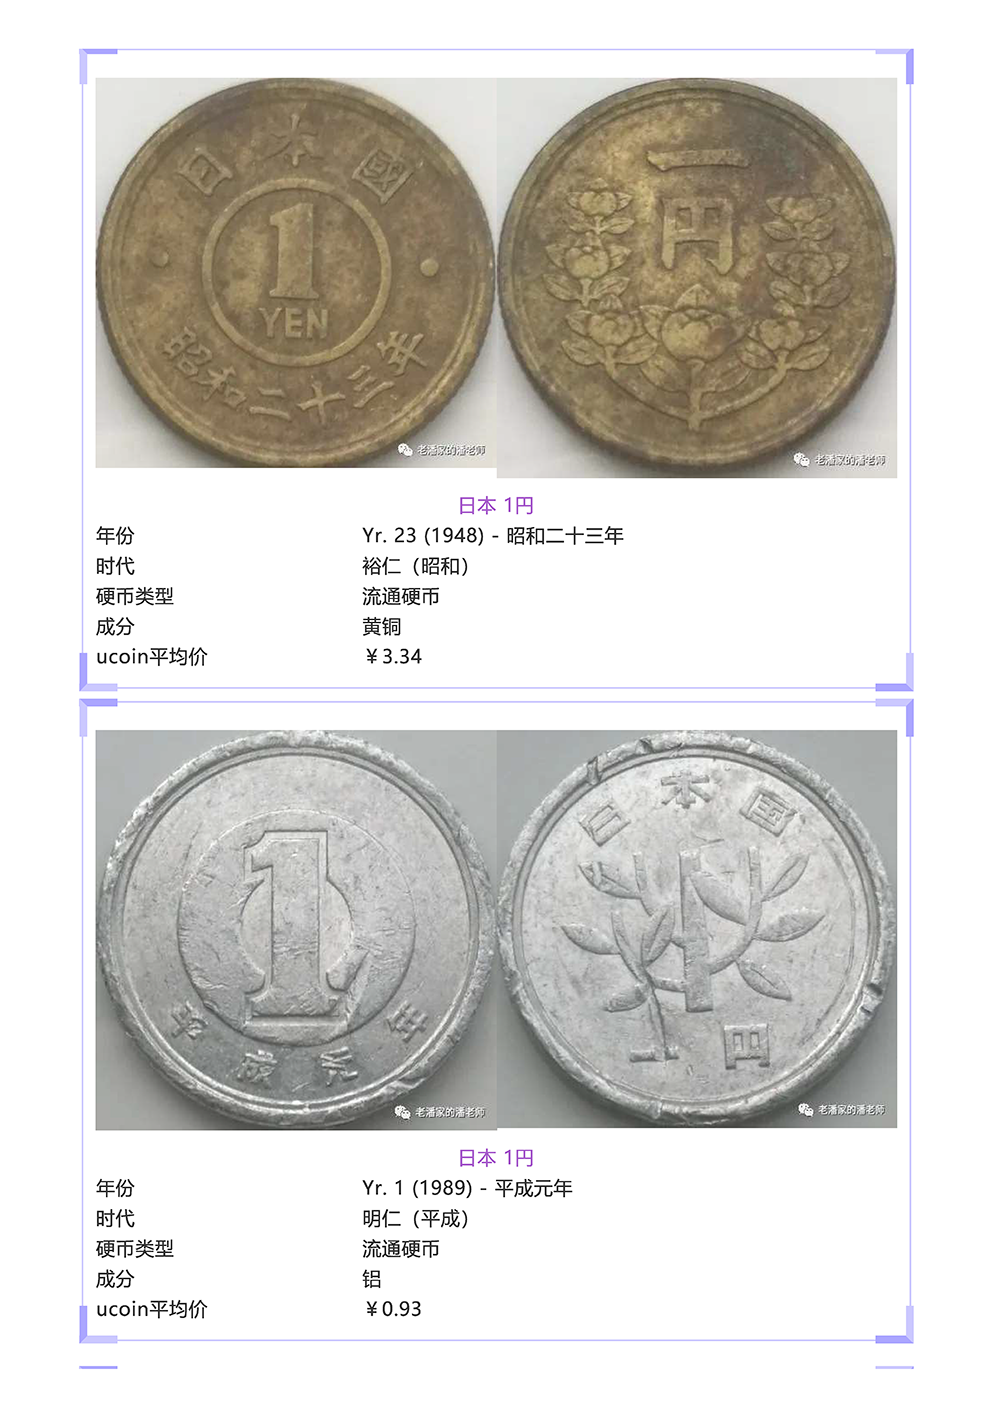 日本國
1
YEN
昭和二十三年
一
円
老潘家的潘老师
老潘家的潘老师
日本 1円
年份 Yr. 23 (1948) - 昭和二十三年
时代 裕仁（昭和）
硬币类型 流通硬币
成分 黄铜
ucoin平均价 ￥3.34
1
平成元年
日本国
1
円
老潘家的潘老师
老潘家的潘老师
日本 1円
年份 Yr. 1 (1989) - 平成元年
时代 明仁（平成）
硬币类型 流通硬币
成分 铝
ucoin平均价 ￥0.93